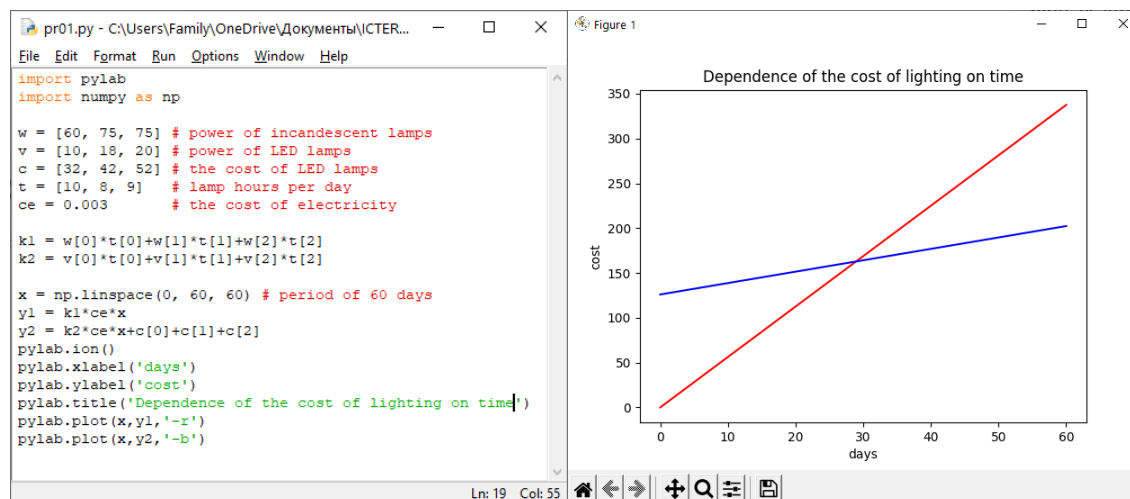 pr01.py - C:\Users\Family\OneDrive\Документы\ICTER...
File Edit Format Run Options Window Help
import pylab
import numpy as np
w = [60, 75, 75] # power of incandescent lamps
v = [10, 18, 20] # power of LED lamps
c = [32, 42, 52] # the cost of LED lamps
t = [10, 8, 9]   # lamp hours per day
ce = 0.003       # the cost of electricity
k1 = w[0]*t[0]+w[1]*t[1]+w[2]*t[2]
k2 = v[0]*t[0]+v[1]*t[1]+v[2]*t[2]
x = np.linspace(0, 60, 60) # period of 60 days
y1 = k1*ce*x
y2 = k2*ce*x+c[0]+c[1]+c[2]
pylab.ion()
pylab.xlabel('days')
pylab.ylabel('cost')
pylab.title('Dependence of the cost of lighting on time')
pylab.plot(x,y1,'-r')
pylab.plot(x,y2,'-b')
Ln: 19 Col: 55
Figure 1
Dependence of the cost of lighting on time
350
300
250
200
150
100
50
0
cost
0 10 20 30 40 50 60
days